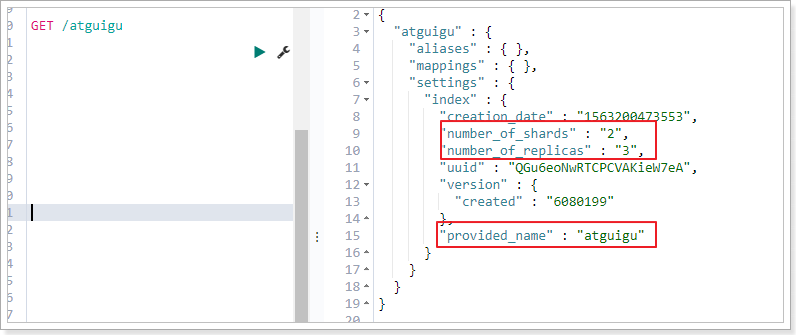 GET /atguigu
2 {
3 "atguigu" : {
4 "aliases" : { },
5 "mappings" : { },
6 "settings" : {
7 "index" : {
8 "creation_date" : "1563200473553",
9 "number_of_shards" : "2",
10 "number_of_replicas" : "3",
11 "uuid" : "QGu6eoNwRTCPCVAKieW7eA",
12 "version" : {
13 "created" : "6080199"
14 },
15 "provided_name" : "atguigu"
16 }
17 }
18 }
19 }
20